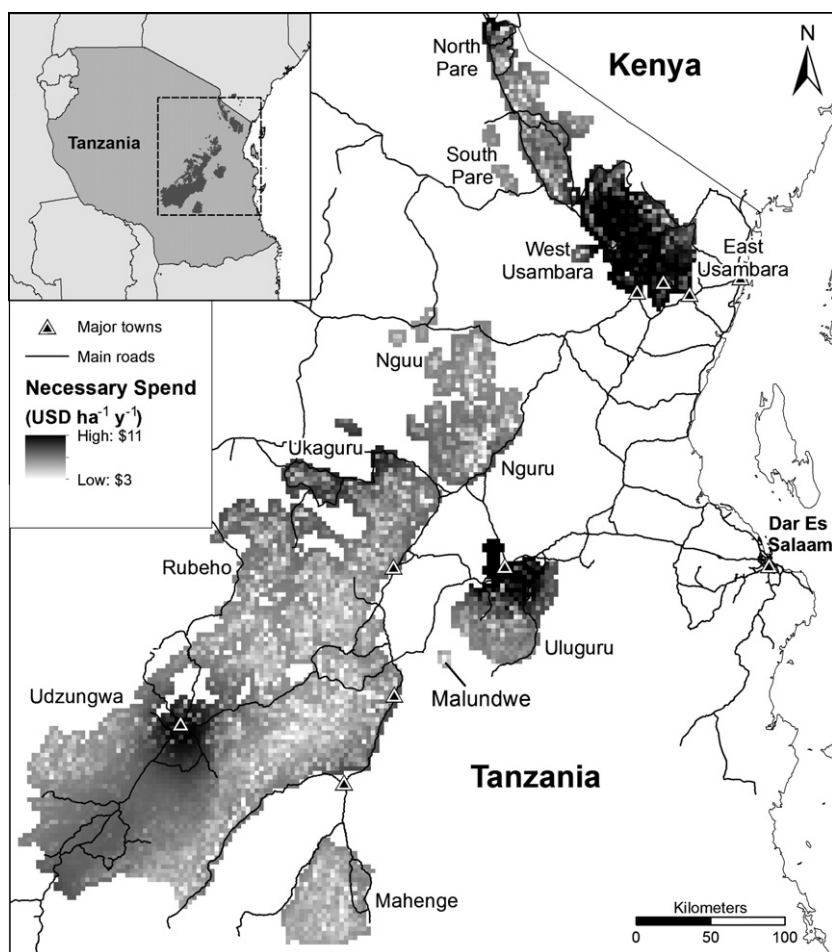 Tanzania
North
Pare
Kenya
N
South
Pare
West
Usambara
East
Usambara
Major towns
Main roads
Necessary Spend
(USD ha⁻¹ y⁻¹)
High: $11
Low: $3
Nguu
Ukaguru
Nguru
Dar Es
Salaam
Rubeho
Uluguru
Malundwe
Udzungwa
Tanzania
Mahenge
Kilometers
0 50 100